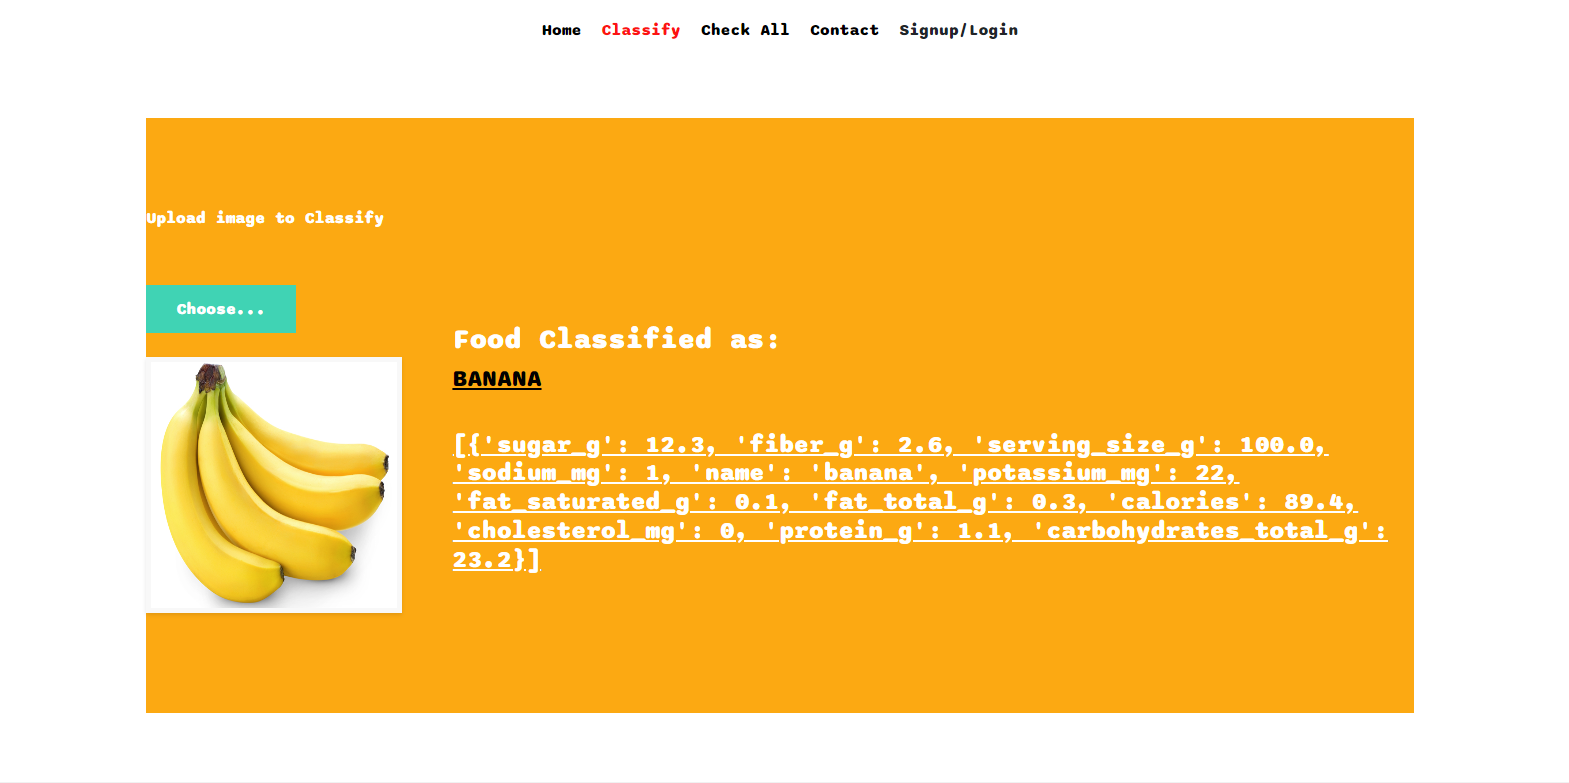 Home Classify Check All Contact Signup/Login
Upload image to Classify
Choose...
Food Classified as:
BANANA
[{'sugar_g': 12.3, 'fiber_g': 2.6, 'serving_size_g': 100.0,
'sodium_mg': 1, 'name': 'banana', 'potassium_mg': 22,
'fat_saturated_g': 0.1, 'fat_total_g': 0.3, 'calories': 89.4,
'cholesterol_mg': 0, 'protein_g': 1.1, 'carbohydrates_total_g':
23.2}]